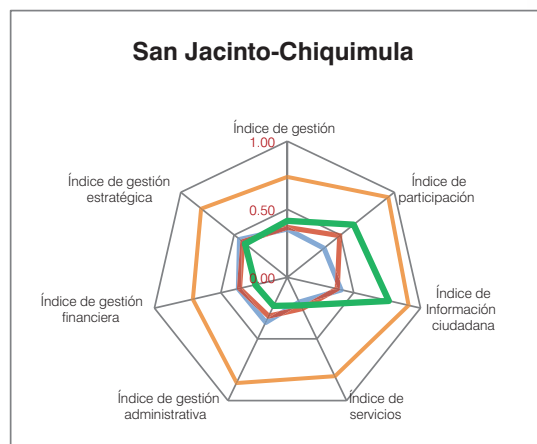 San Jacinto-Chiquimula
Índice de gestión
1.00
Índice de gestión
estratégica
Índice de
participación
0.50
0.00
Índice de gestión
financiera
Índice de
Información
ciudadana
Índice de gestión
administrativa
Índice de
servicios